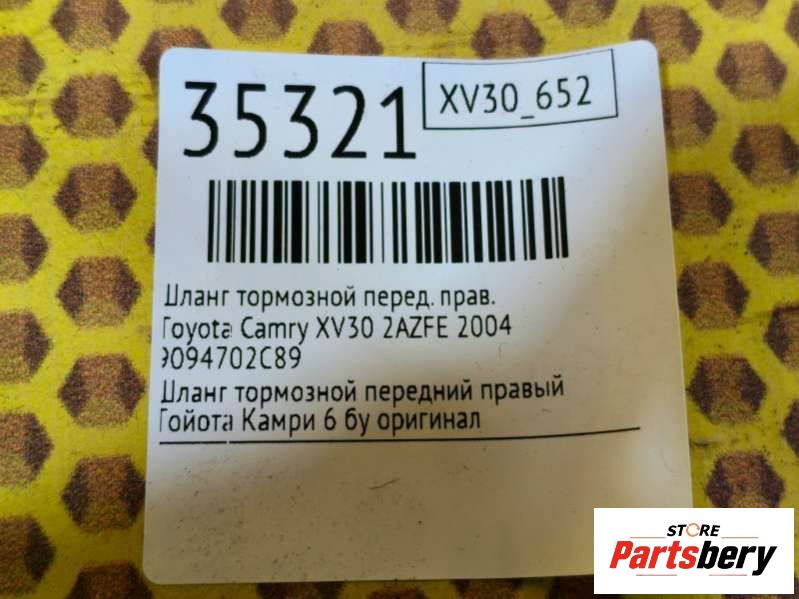 35321
XV30_652
Шланг тормозной перед. прав.
Toyota Camry XV30 2AZFE 2004
9094702C89
Шланг тормозной передний правый
Тойота Камри 6 бу оригинал
STORE
Partsbery